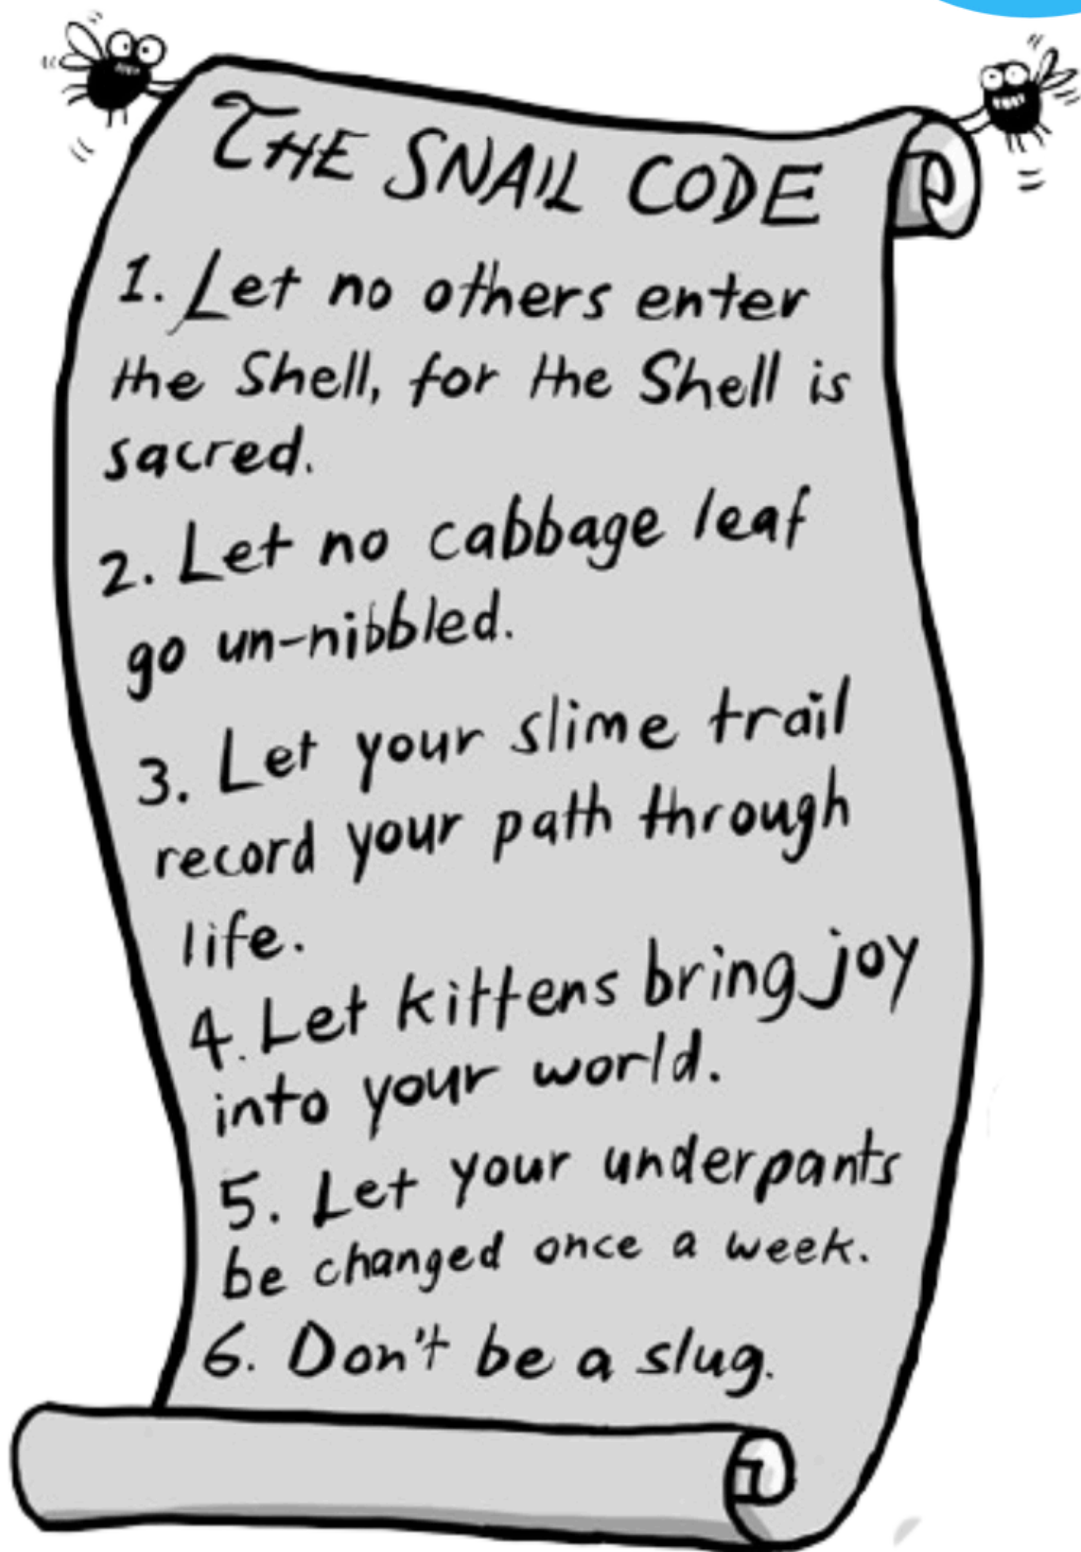 THE SNAIL CODE
1. Let no others enter
the Shell, for the Shell is
sacred.
2. Let no cabbage leaf
go un-nibbled.
3. Let your slime trail
record your path through
life.
4. Let kittens bring joy
into your world.
5. Let your underpants
be changed once a week.
6. Don't be a slug.